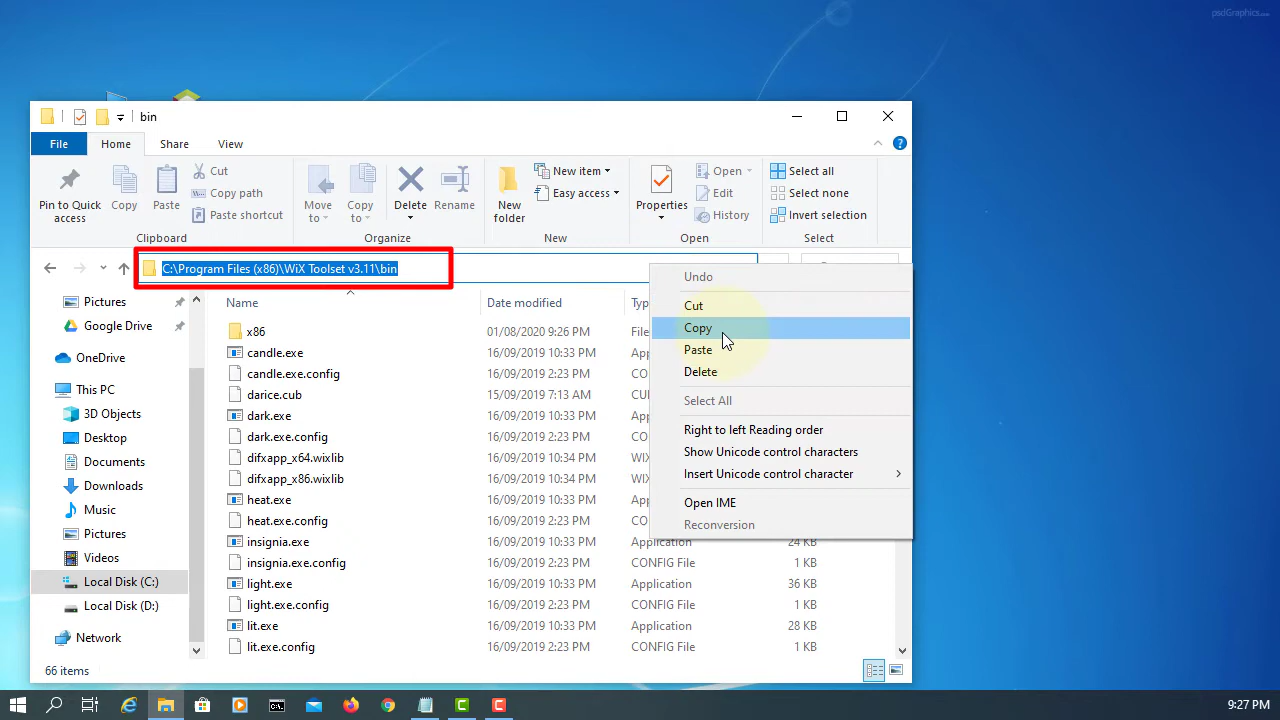 psdGraphics.com
bin
File Home Share View
Pin to Quick access
Copy
Paste
Cut
Copy path
Paste shortcut
Clipboard
Move to
Copy to
Delete
Rename
Organize
New folder
New item
Easy access
New
Properties
Open
Edit
History
Open
Select all
Select none
Invert selection
Select
C:\Program Files (x86)\WiX Toolset v3.11\bin
Pictures
Google Drive
OneDrive
This PC
3D Objects
Desktop
Documents
Downloads
Music
Pictures
Videos
Local Disk (C:)
Local Disk (D:)
Network
Name Date modified Typ
x86 01/08/2020 9:26 PM File
candle.exe 16/09/2019 10:33 PM App
candle.exe.config 16/09/2019 2:23 PM CO
darice.cub 15/09/2019 7:13 AM CU
dark.exe 16/09/2019 10:33 PM App
dark.exe.config 16/09/2019 2:23 PM CO
difxapp_x64.wixlib 16/09/2019 10:34 PM WIX
difxapp_x86.wixlib 16/09/2019 10:34 PM WIX
heat.exe 16/09/2019 10:33 PM App
heat.exe.config 16/09/2019 2:23 PM CO
insignia.exe 16/09/2019 10:33 PM Application 24 KB
insignia.exe.config 16/09/2019 2:23 PM CONFIG File 1 KB
light.exe 16/09/2019 10:33 PM Application 36 KB
light.exe.config 16/09/2019 2:23 PM CONFIG File 1 KB
lit.exe 16/09/2019 10:33 PM Application 28 KB
lit.exe.config 16/09/2019 2:23 PM CONFIG File 1 KB
Undo
Cut
Copy
Paste
Delete
Select All
Right to left Reading order
Show Unicode control characters
Insert Unicode control character
Open IME
Reconversion
66 items
9:27 PM